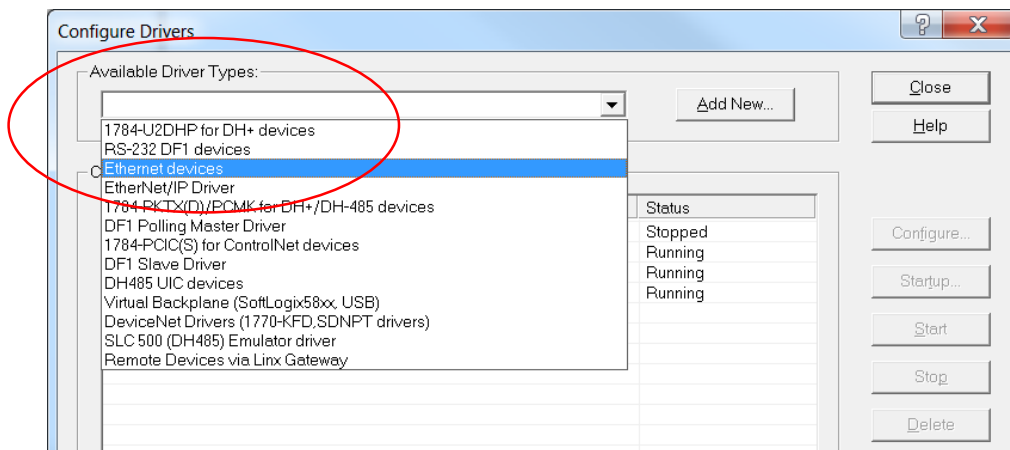 Configure Drivers
Available Driver Types:
Add New...
Close
Help
1784-U2DHP for DH+ devices
RS-232 DF1 devices
Ethernet devices
EtherNet/IP Driver
1784-PKTX(D)/PCMK for DH+/DH-485 devices
DF1 Polling Master Driver
1784-PCIC(S) for ControlNet devices
DF1 Slave Driver
DH485 UIC devices
Virtual Backplane (SoftLogix58xx, USB)
DeviceNet Drivers (1770-KFD,SDNPT drivers)
SLC 500 (DH485) Emulator driver
Remote Devices via Linx Gateway
Status
Stopped
Running
Running
Running
Configure...
Startup...
Start
Stop
Delete